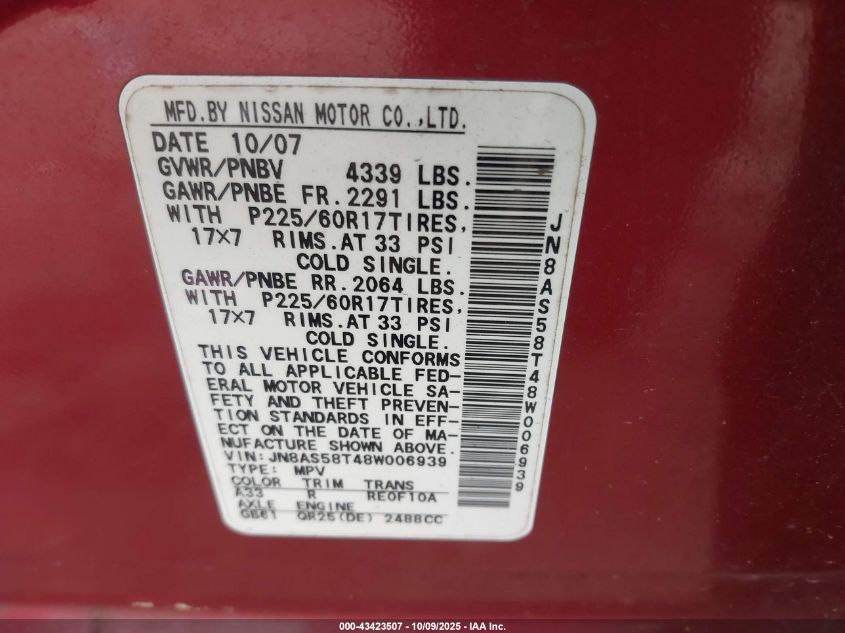 MFD.BY NISSAN MOTOR CO.,LTD.
DATE 10/07
GVWR/PNBV 4339 LBS.
GAWR/PNBE FR.2291 LBS.
WITH P225/60R17TIRES,
17×7 RIMS.AT 33 PSI
COLD SINGLE.
GAWR/PNBE RR.2064 LBS.
WITH P225/60R17TIRES,
17×7 RIMS.AT 33 PSI
COLD SINGLE.
THIS VEHICLE CONFORMS
TO ALL APPLICABLE FED-
ERAL MOTOR VEHICLE SA-
FETY AND THEFT PREVEN-
TION STANDARDS IN EFF-
ECT ON THE DATE OF MA-
NUFACTURE SHOWN ABOVE.
VIN:JN8AS58T48W006939
TYPE: MPV
COLOR TRIM TRANS
A33 R RE0F10A
AXLE ENGINE
GB61 QR25(DE) 2488CC
JN8AS58T48W006939
000-43423507 - 10/09/2025 - IAA Inc.